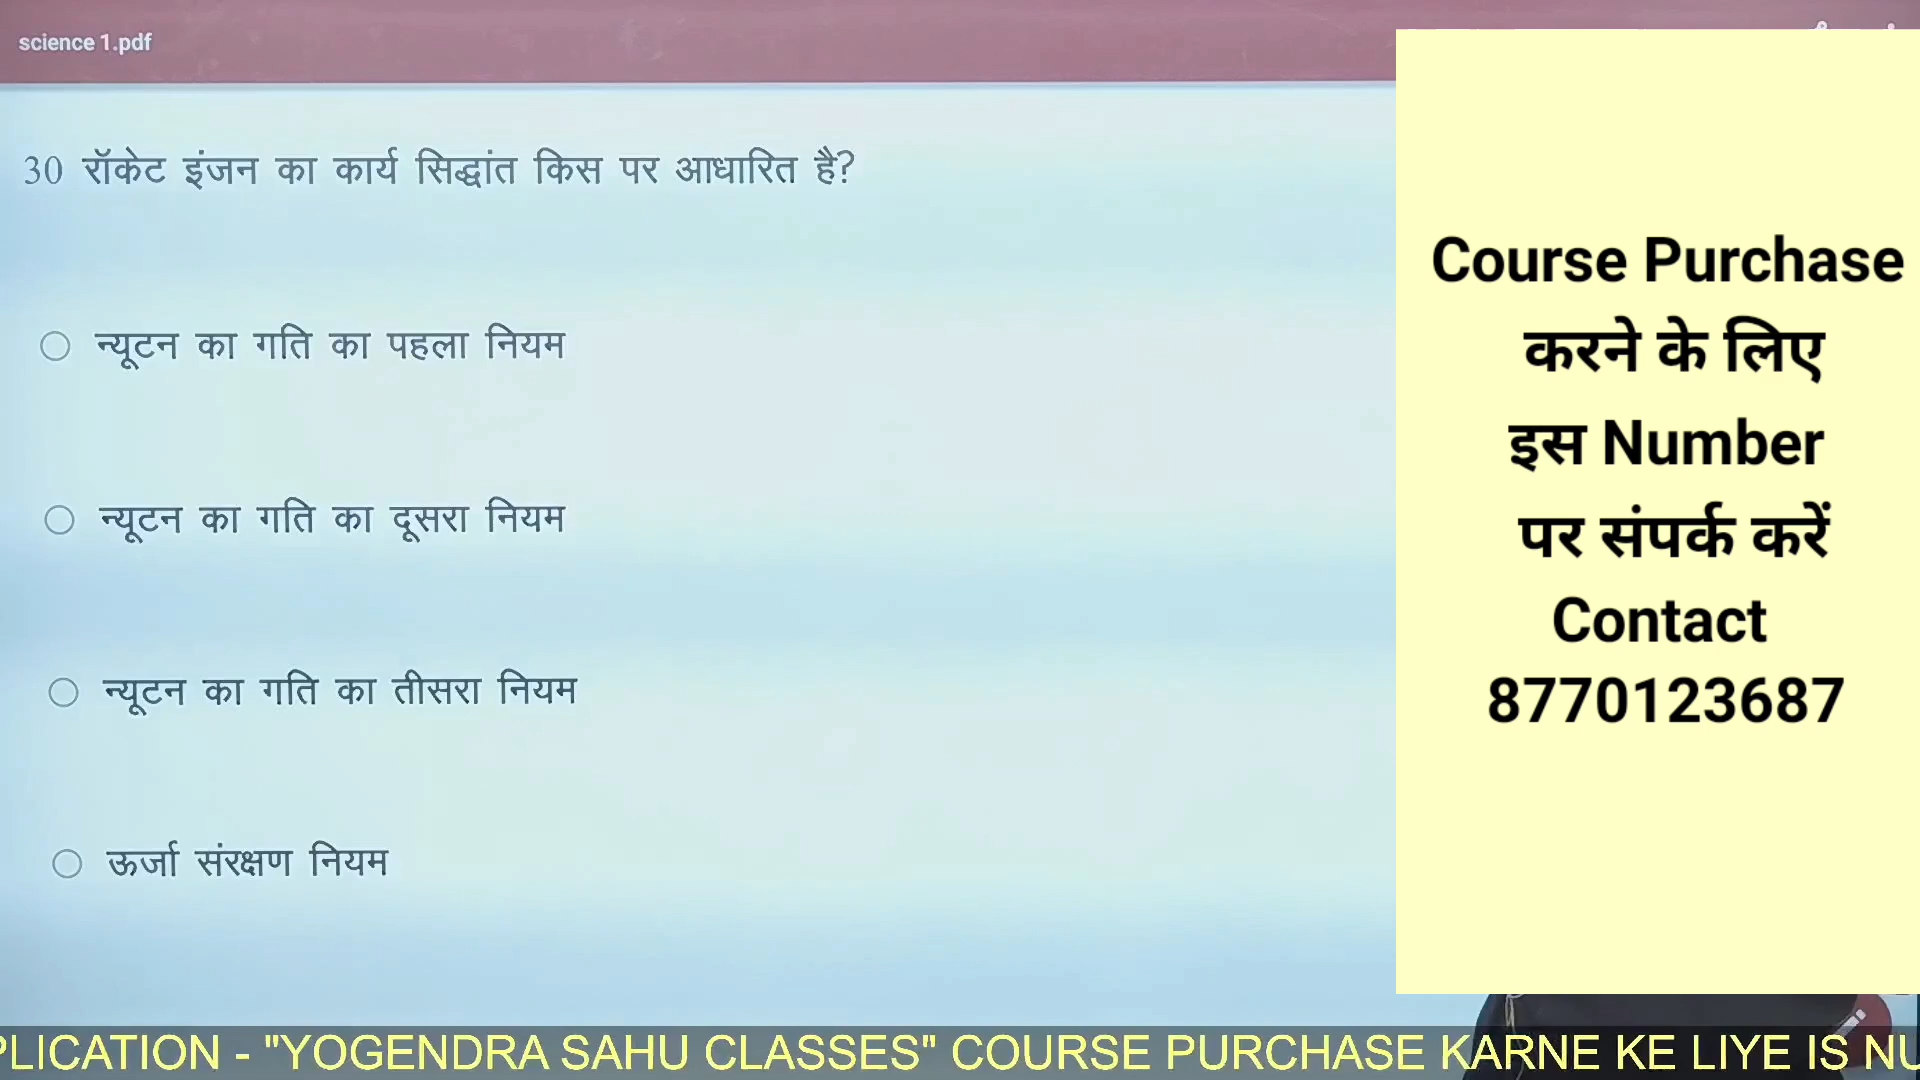 science 1.pdf
30 रॉकेट इंजन का कार्य सिद्धांत किस पर आधारित है?
न्यूटन का गति का पहला नियम
न्यूटन का गति का दूसरा नियम
न्यूटन का गति का तीसरा नियम
ऊर्जा संरक्षण नियम
Course Purchase
करने के लिए
इस Number
पर संपर्क करें
Contact
8770123687
PLICATION - "YOGENDRA SAHU CLASSES" COURSE PURCHASE KARNE KE LIYE IS NU